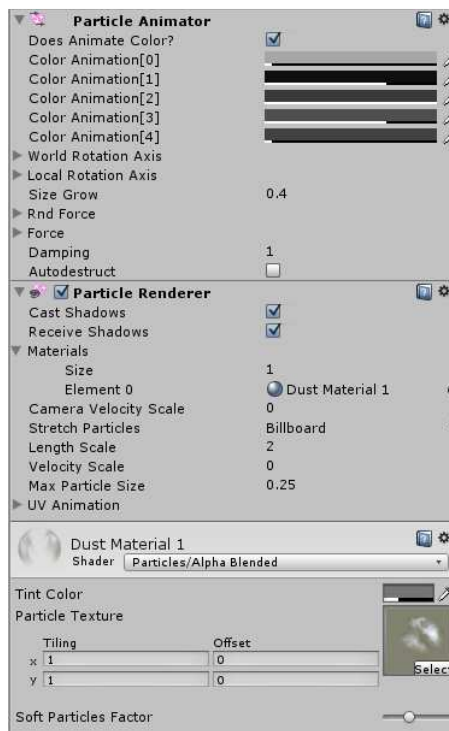 Particle Animator
Does Animate Color?
Color Animation[0]
Color Animation[1]
Color Animation[2]
Color Animation[3]
Color Animation[4]
World Rotation Axis
Local Rotation Axis
Size Grow 0.4
Rnd Force
Force
Damping 1
Autodestruct
Particle Renderer
Cast Shadows
Receive Shadows
Materials
Size 1
Element 0 Dust Material 1
Camera Velocity Scale 0
Stretch Particles Billboard
Length Scale 2
Velocity Scale 0
Max Particle Size 0.25
UV Animation
Dust Material 1
Shader Particles/Alpha Blended
Tint Color
Particle Texture
Tiling Offset
x 1 0
y 1 0
Select
Soft Particles Factor